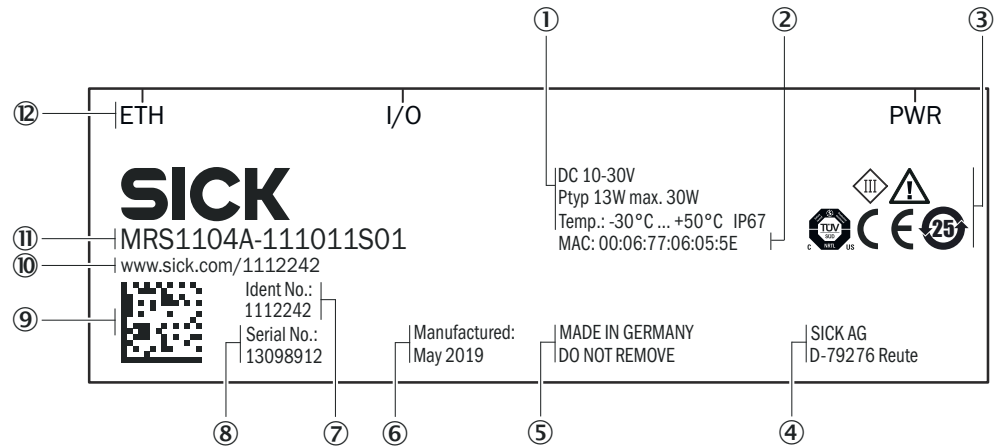 ① ② ③
⑫ ETH I/O PWR
SICK
DC 10-30V
Ptyp 13W max. 30W
Temp.: -30°C ... +50°C IP67
MAC: 00:06:77:06:05:5E
III
TÜV
SÜD
C NRTL US
CE
25
⑪ MRS1104A-111011S01
⑩ www.sick.com/1112242
⑨
Ident No.:
1112242
Serial No.:
13098912
Manufactured:
May 2019
MADE IN GERMANY
DO NOT REMOVE
SICK AG
D-79276 Reute
⑧ ⑦ ⑥ ⑤ ④